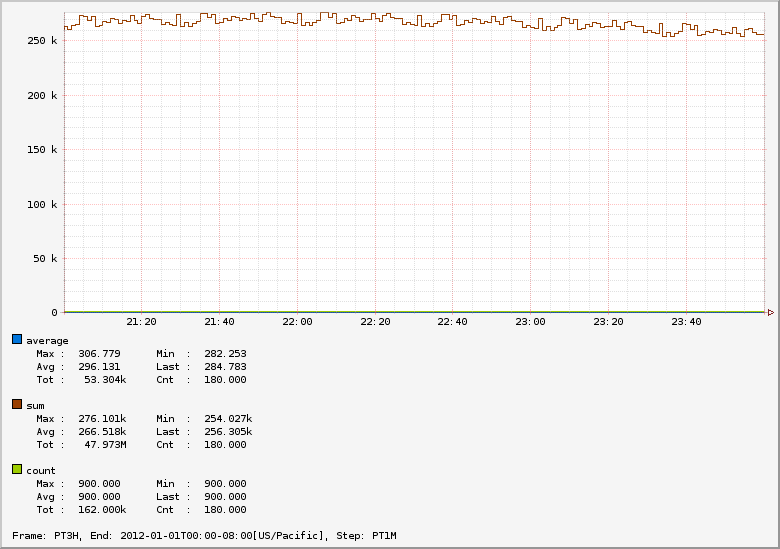 250 k
200 k
150 k
100 k
50 k
0
21:20 21:40 22:00 22:20 22:40 23:00 23:20 23:40
average
Max : 306.779 Min : 282.253
Avg : 296.131 Last : 284.783
Tot : 53.304k Cnt : 180.000
sum
Max : 276.101k Min : 254.027k
Avg : 266.518k Last : 256.305k
Tot : 47.973M Cnt : 180.000
count
Max : 900.000 Min : 900.000
Avg : 900.000 Last : 900.000
Tot : 162.000k Cnt : 180.000
Frame: PT3H, End: 2012-01-01T00:00-08:00[US/Pacific], Step: PT1M